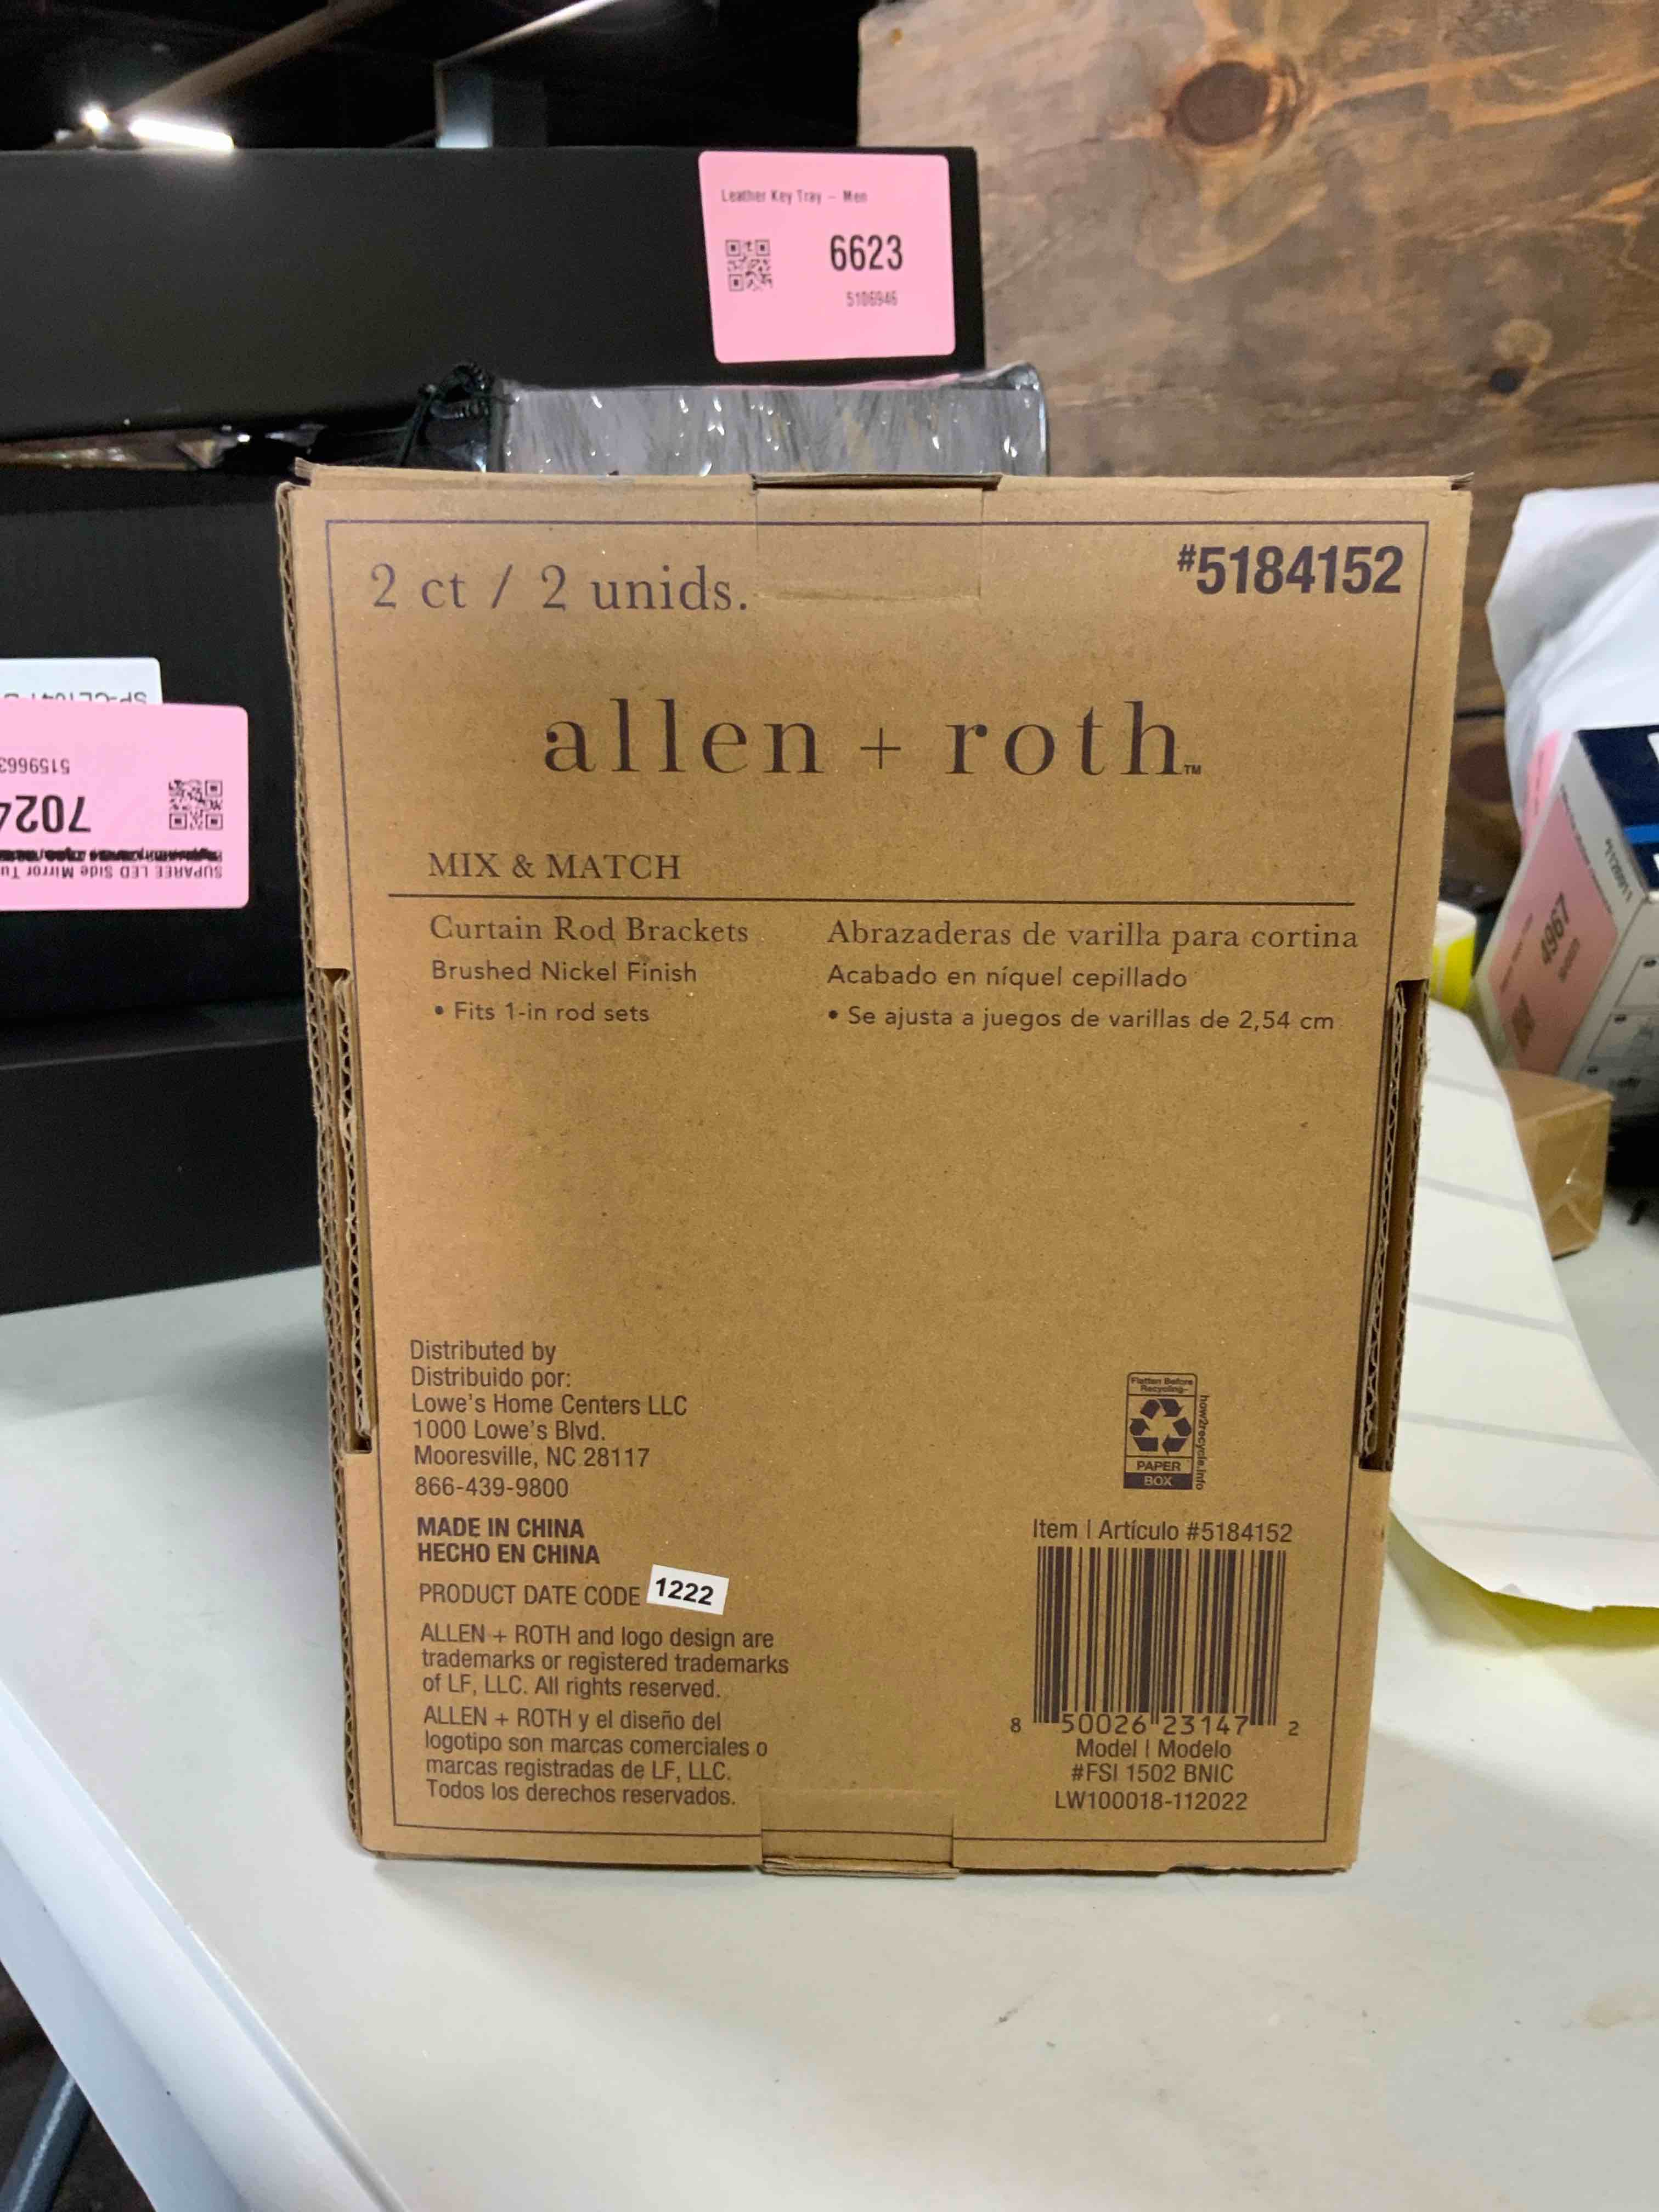 Leather Key Tray – Men
6623
5106946
2 ct / 2 unids.
#5184152
allen + roth™
MIX & MATCH
Curtain Rod Brackets
Brushed Nickel Finish
• Fits 1-in rod sets
Abrazaderas de varilla para cortina
Acabado en níquel cepillado
• Se ajusta a juegos de varillas de 2,54 cm
Distributed by
Distribuido por:
Lowe's Home Centers LLC
1000 Lowe's Blvd.
Mooresville, NC 28117
866-439-9800
MADE IN CHINA
HECHO EN CHINA
PRODUCT DATE CODE 1222
ALLEN + ROTH and logo design are
trademarks or registered trademarks
of LF, LLC. All rights reserved.
ALLEN + ROTH y el diseño del
logotipo son marcas comerciales o
marcas registradas de LF, LLC.
Todos los derechos reservados.
Flatten Before
Recycling
PAPER
BOX
how2recycle.info
Item | Artículo #5184152
8 50026 23147 2
Model | Modelo
#FSI 1502 BNIC
LW100018-112022
SUPAREE LED Side Mirror
7024
515966
4967